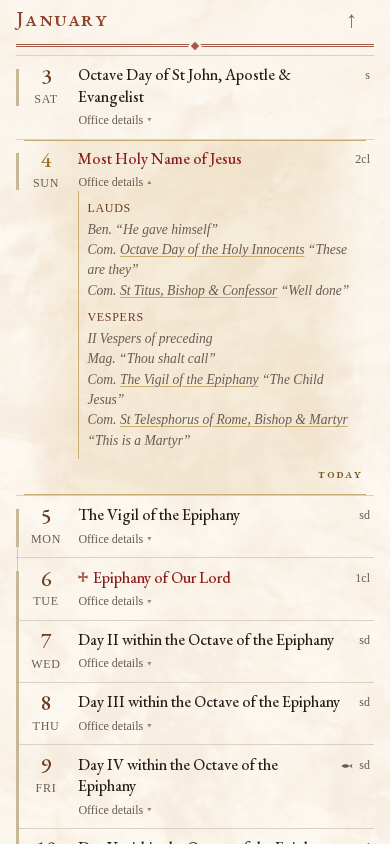 January ↑
3
SAT
Octave Day of St John, Apostle &
Evangelist
s
Office details ▾
4
SUN
Most Holy Name of Jesus
2cl
Office details ▴
LAUDS
Ben. “He gave himself”
Com. Octave Day of the Holy Innocents “These
are they”
Com. St Titus, Bishop & Confessor “Well done”
VESPERS
II Vespers of preceding
Mag. “Thou shalt call”
Com. The Vigil of the Epiphany “The Child
Jesus”
Com. St Telesphorus of Rome, Bishop & Martyr
“This is a Martyr”
TODAY
5
MON
The Vigil of the Epiphany
sd
Office details ▾
6
TUE
✢ Epiphany of Our Lord
1cl
Office details ▾
7
WED
Day II within the Octave of the Epiphany
sd
Office details ▾
8
THU
Day III within the Octave of the Epiphany
sd
Office details ▾
9
FRI
Day IV within the Octave of the
Epiphany
sd
Office details ▾